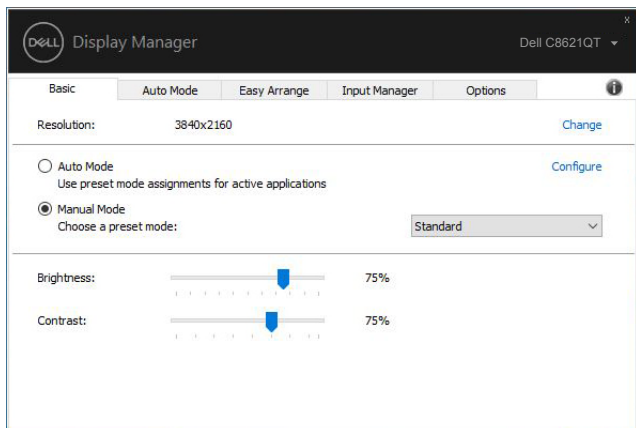 x
DELL Display Manager Dell C8621QT
Basic Auto Mode Easy Arrange Input Manager Options
Resolution: 3840x2160 Change
Auto Mode Configure
Use preset mode assignments for active applications
Manual Mode
Choose a preset mode: Standard
Brightness: 75%
Contrast: 75%